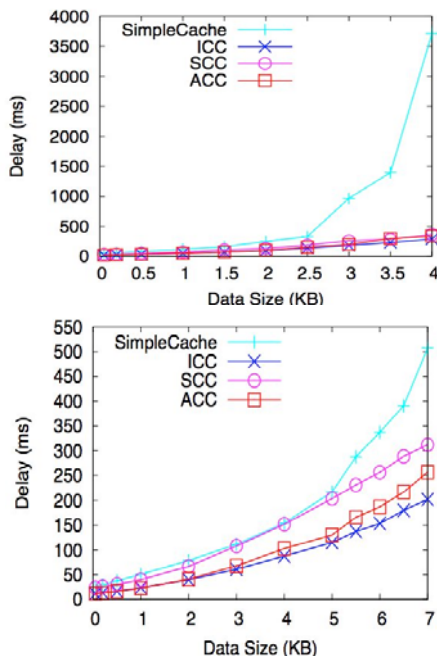 4000
3500
3000
2500
2000
1500
1000
500
0
Delay (ms)
SimpleCache
ICC
SCC
ACC
0 0.5 1 1.5 2 2.5 3 3.5 4
Data Size (KB)
550
500
450
400
350
300
250
200
150
100
50
0
Delay (ms)
SimpleCache
ICC
SCC
ACC
0 1 2 3 4 5 6 7
Data Size (KB)